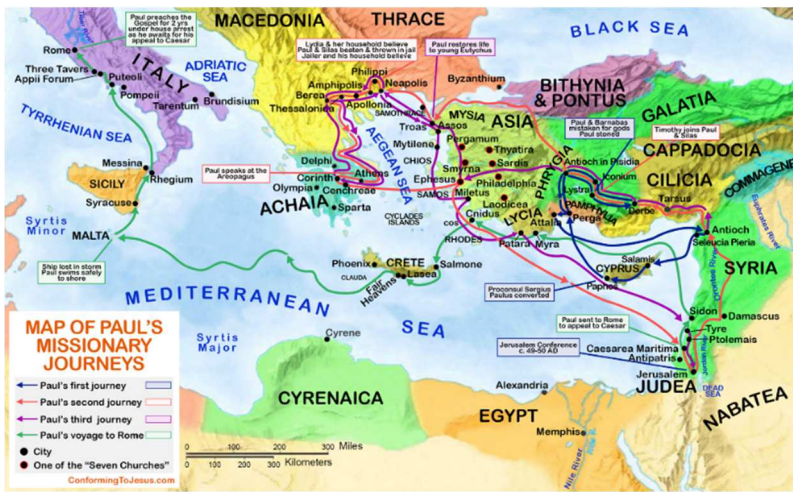 MACEDONIA
THRACE
BLACK SEA
Paul preaches the
Gospel for 2 yrs
under house arrest
as he awaits for his
appeal to Caesar
Lydia & her household believe
Paul & Silas beaten & thrown in jail
Jailer and his household believe
Paul restores life
to young Eutychus
Rome
Three Taverns
Appii Forum
Puteoli
Pompeii
ITALY
Tarentum
Brundisium
ADRIATIC
SEA
TYRRHENIAN SEA
Philippi
Neapolis
Amphipolis
Berea
Thessalonica
Apollonia
SAMOTHRACE
Byzanthium
BITHYNIA
& PONTUS
GALATIA
CAPPADOCIA
CILICIA
COMMAGENE
Paul & Barnabas
mistaken for gods
Paul stoned
Timothy joins Paul
& Silas
MYSIA
ASIA
Troas
Assos
Mytilene
Pergamum
Thyatira
Sardis
CHIOS
Smyrna
Ephesus
Philadelphia
SAMOS
Miletus
Laodicea
PHRYGIA
Antioch in Pisidia
Iconium
Lystra
Derbe
Tarsus
PAMPHYLIA
Perga
Attalia
LYCIA
Cnidus
cos
Patara
Myra
RHODES
AEGEAN SEA
Delphi
Corinth
Athens
Cenchreae
Olympia
Sparta
ACHAIA
CYCLADES
ISLANDS
Paul speaks at the
Areopagus
Messina
Rhegium
SICILY
Syracuse
Syrtis
Minor
MALTA
Ship lost in storm
Paul swims safely
to shore
Phoenix
CRETE
Salmone
CLAUDA
Fair
Heavens
Lasea
Antioch
Seleucia Pieria
Orontes River
Euphrates River
SYRIA
Salamis
CYPRUS
Paphos
Proconsul Sergius
Paulus converted
MEDITERRANEAN
SEA
Paul sent to Rome
to appeal to Caesar
Sidon
Damascus
Tyre
Ptolemais
Caesarea Maritima
Antipatris
Jerusalem Conference
c. 49-50 AD
Jerusalem
Jordan River
JUDEA
DEAD
SEA
NABATEA
Syrtis
Major
Cyrene
CYRENAICA
Alexandria
EGYPT
Memphis
Nile River
MAP OF PAUL'S
MISSIONARY
JOURNEYS
Paul's first journey
Paul's second journey
Paul's third journey
Paul's voyage to Rome
City
One of the "Seven Churches"
ConformingToJesus.com
0 100 200 300 Miles
0 100 200 300 Kilometers